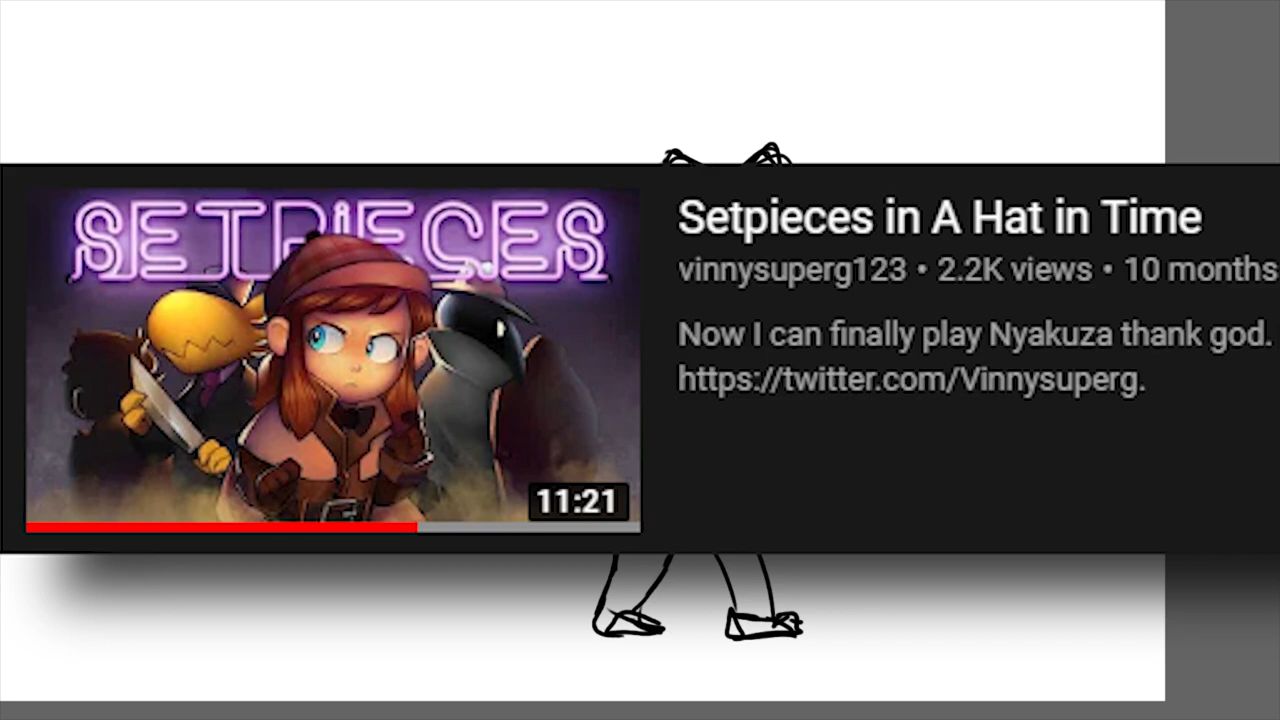 SETPIECES
11:21
Setpieces in A Hat in Time
vinnysuperg123 • 2.2K views • 10 months
Now I can finally play Nyakuza thank god.
https://twitter.com/Vinnysuperg.